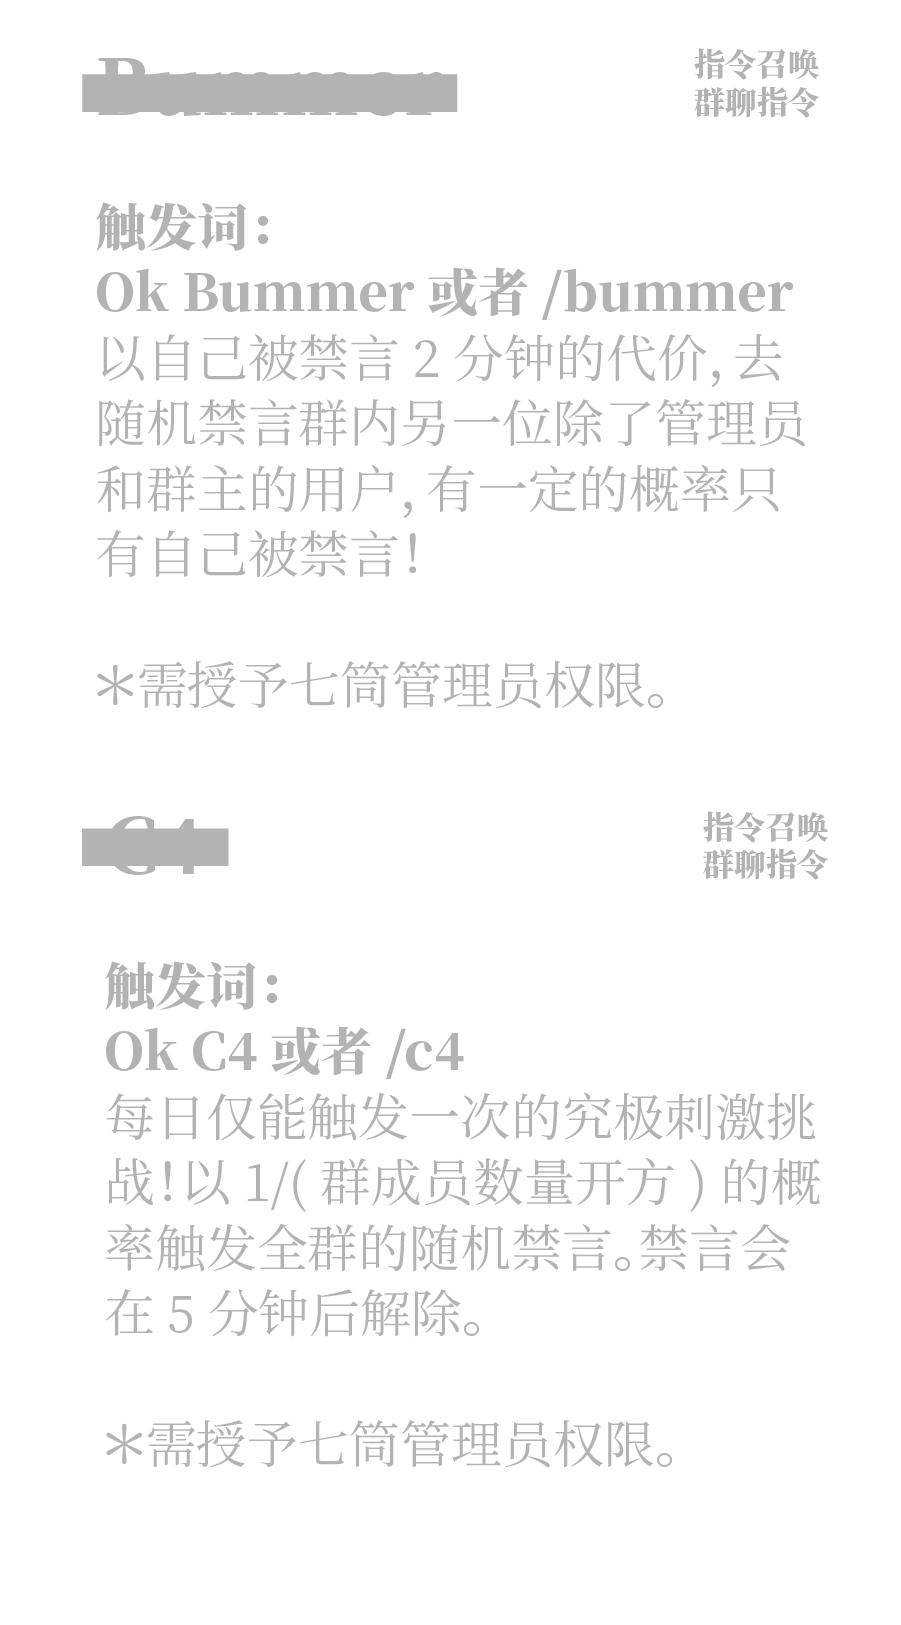 Bummer
指令召唤
群聊指令
触发词：
Ok Bummer 或者 /bummer
以自己被禁言 2 分钟的代价，去
随机禁言群内另一位除了管理员
和群主的用户，有一定的概率只
有自己被禁言！
＊需授予七筒管理员权限。
C4
指令召唤
群聊指令
触发词：
Ok C4 或者 /c4
每日仅能触发一次的究极刺激挑
战！以 1/( 群成员数量开方 ) 的概
率触发全群的随机禁言。禁言会
在 5 分钟后解除。
＊需授予七筒管理员权限。